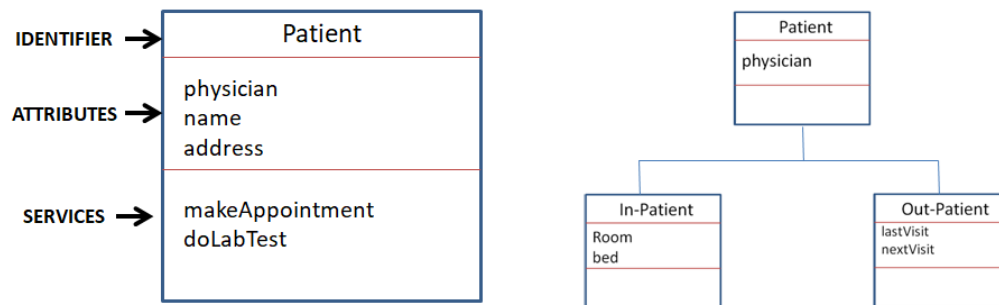 IDENTIFIER
Patient
ATTRIBUTES
physician
name
address
SERVICES
makeAppointment
doLabTest
Patient
physician
In-Patient
Room
bed
Out-Patient
lastVisit
nextVisit